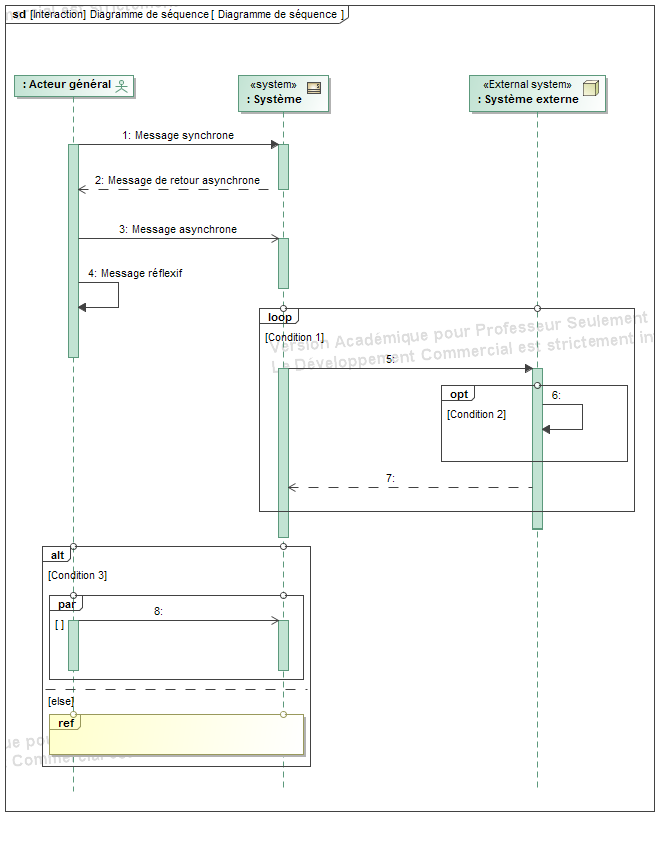 sd [Interaction] Diagramme de séquence [ Diagramme de séquence ]
: Acteur général
«system»
: Système
«External system»
: Système externe
1: Message synchrone
2: Message de retour asynchrone
3: Message asynchrone
4: Message réflexif
loop
[Condition 1]
Version Académique pour Professeur Seulement
Le Développement Commercial est strictement in
5:
opt
6:
[Condition 2]
7:
alt
[Condition 3]
par
8:
[ ]
[else]
ref